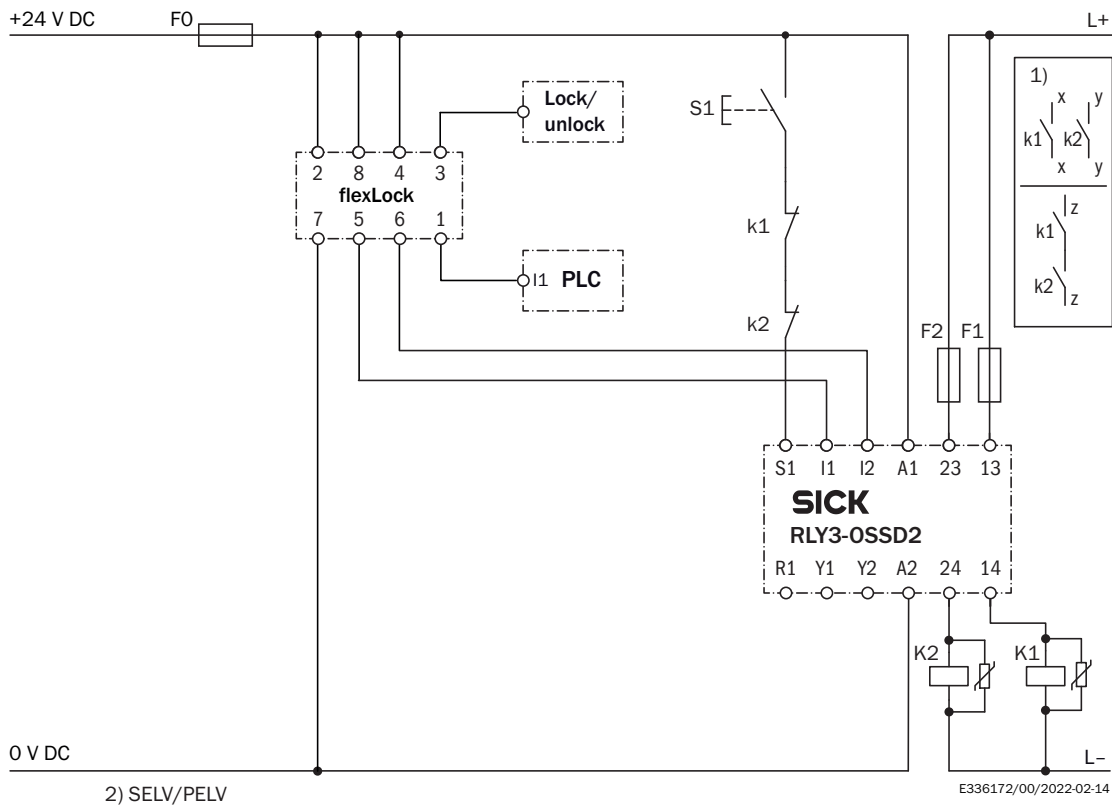 +24 V DC F0 L+
1)
x y
k1 k2
x y
z
k1
k2
z
Lock/
unlock
S1
2 8 4 3
flexLock
7 5 6 1
I1 PLC
k1
k2
F2 F1
S1 I1 I2 A1 23 13
SICK
RLY3-OSSD2
R1 Y1 Y2 A2 24 14
K2 K1
0 V DC L–
2) SELV/PELV
E336172/00/2022-02-14